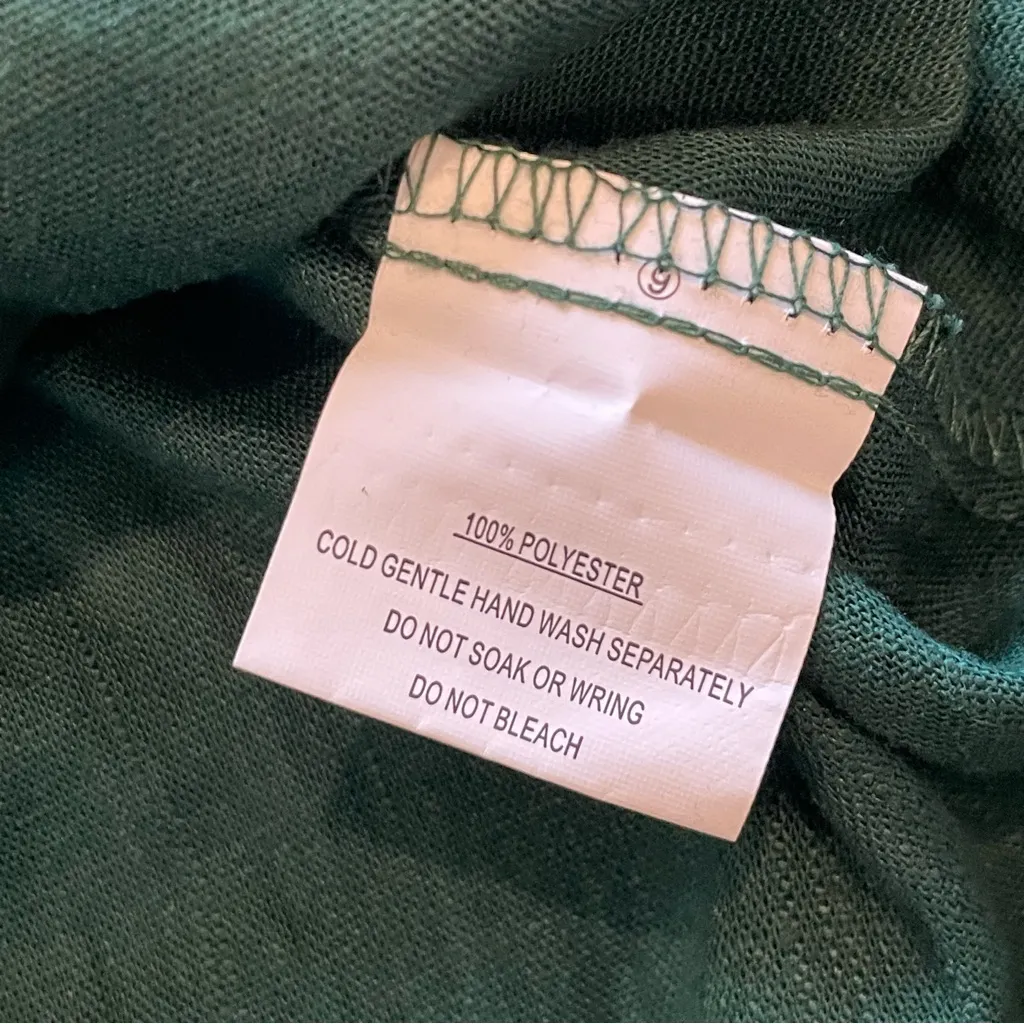 9
100% POLYESTER
COLD GENTLE HAND WASH SEPARATELY
DO NOT SOAK OR WRING
DO NOT BLEACH